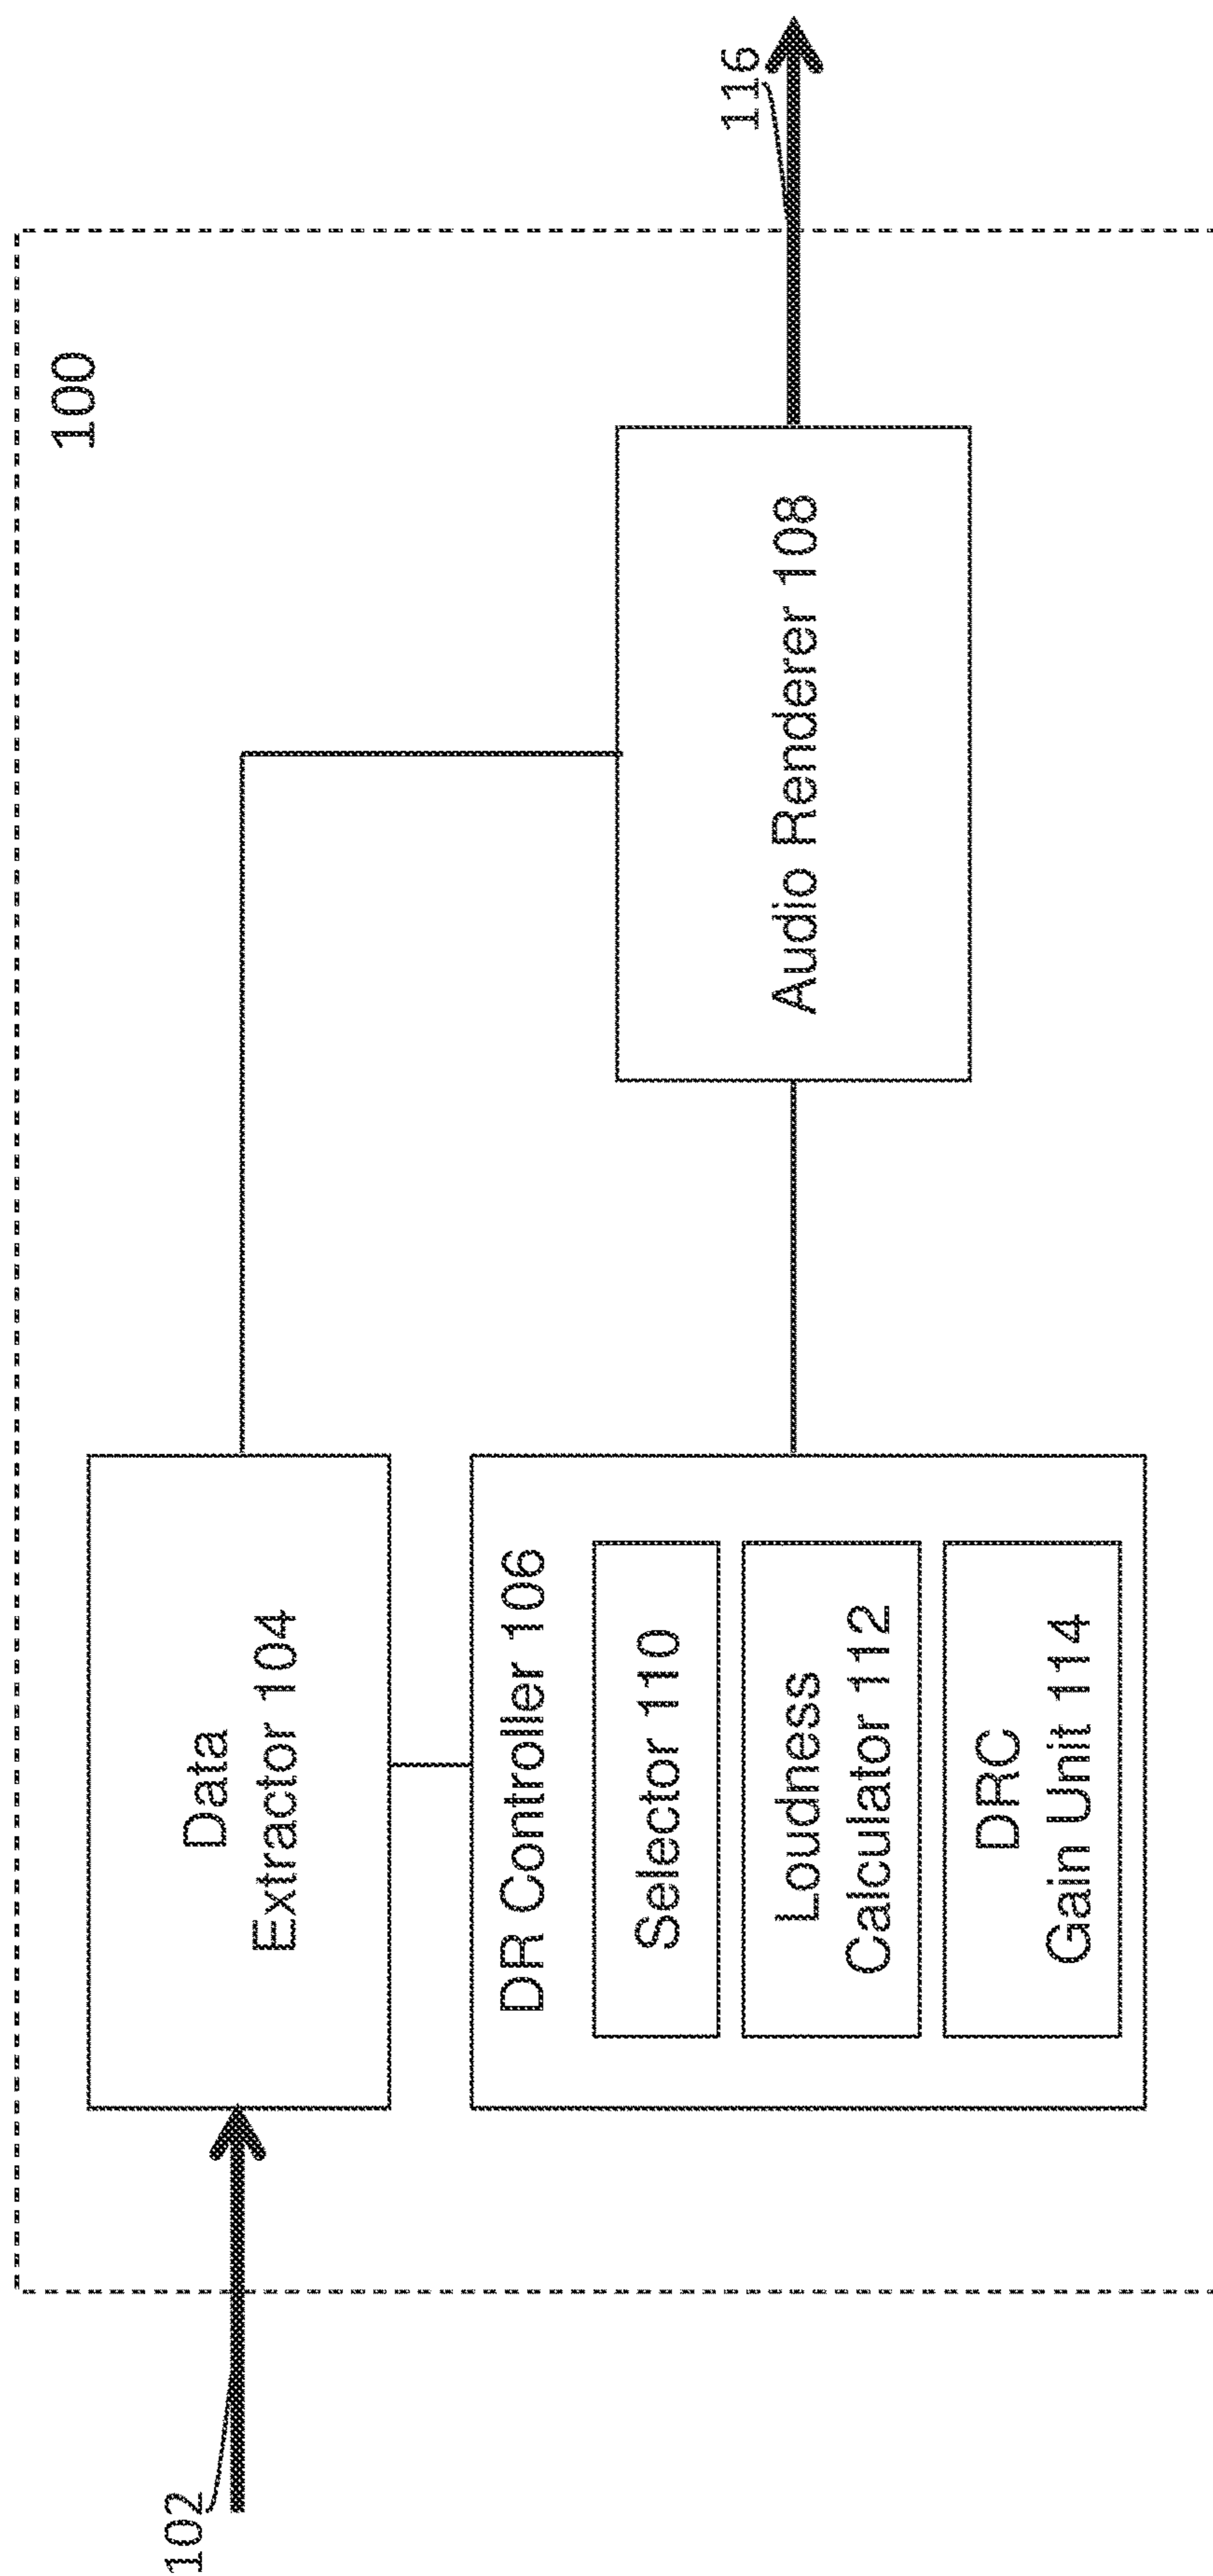 100
102
Data
Extractor 104
DR Controller 106
Selector 110
Loudness
Calculator 112
DRC
Gain Unit 114
Audio Renderer 108
116